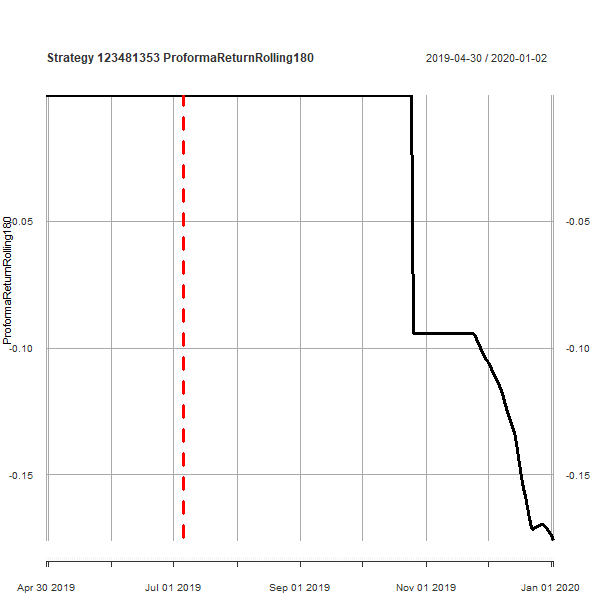 Strategy 123481353 ProformaReturnRolling180
2019-04-30 / 2020-01-02
ProformaReturnRolling180
-0.05
-0.05
-0.10
-0.10
-0.15
-0.15
Apr 30 2019
Jul 01 2019
Sep 01 2019
Nov 01 2019
Jan 01 2020